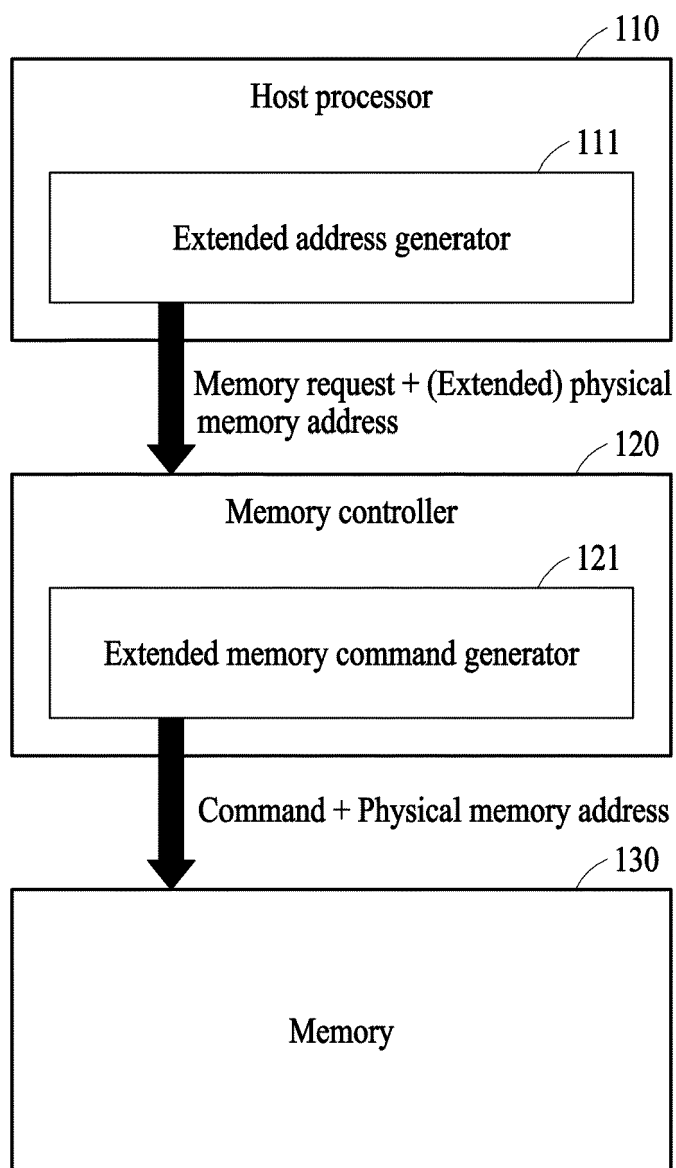 110
Host processor
111
Extended address generator
Memory request + (Extended) physical
memory address
120
Memory controller
121
Extended memory command generator
Command + Physical memory address
130
Memory